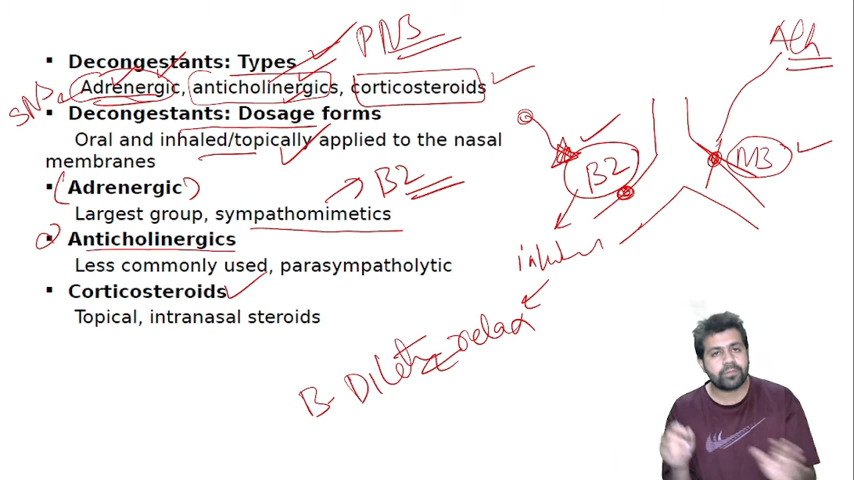 PNS
Ach
▪ Decongestants: Types
SNS Adrenergic, anticholinergics, corticosteroids
▪ Decongestants: Dosage forms
Oral and inhaled/topically applied to the nasal
membranes
B2
M3
▪ Adrenergic
B2
Largest group, sympathomimetics
▪ Anticholinergics
Less commonly used, parasympatholytic
▪ Corticosteroids
Topical, intranasal steroids
relax
B-